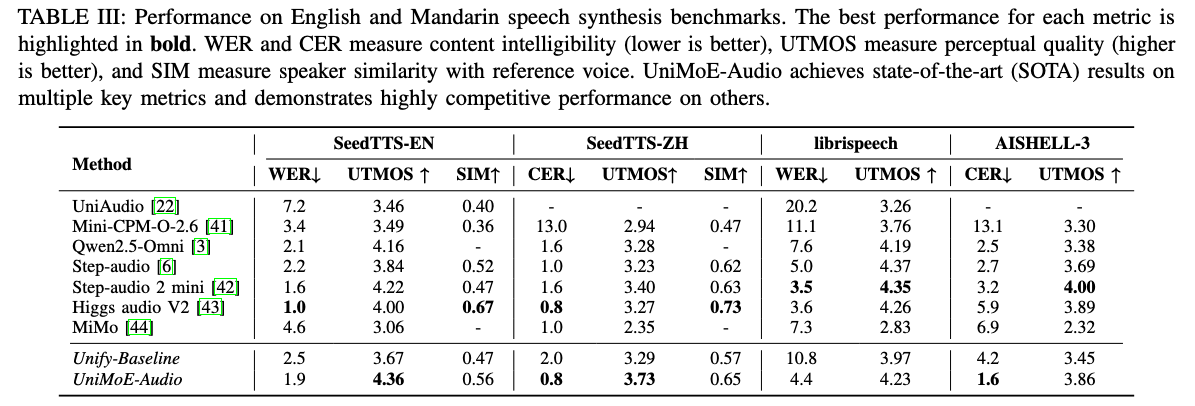 TABLE III: Performance on English and Mandarin speech synthesis benchmarks. The best performance for each metric is
highlighted in bold. WER and CER measure content intelligibility (lower is better), UTMOS measure perceptual quality (higher
is better), and SIM measure speaker similarity with reference voice. UniMoE-Audio achieves state-of-the-art (SOTA) results on
multiple key metrics and demonstrates highly competitive performance on others.
Method SeedTTS-EN SeedTTS-ZH librispeech AISHELL-3
WER↓ UTMOS ↑ SIM↑ CER↓ UTMOS↑ SIM↑ WER↓ UTMOS ↑ CER↓ UTMOS ↑
UniAudio [22] 7.2 3.46 0.40 - - - 20.2 3.26 - -
Mini-CPM-O-2.6 [41] 3.4 3.49 0.36 13.0 2.94 0.47 11.1 3.76 13.1 3.30
Qwen2.5-Omni [3] 2.1 4.16 - 1.6 3.28 - 7.6 4.19 2.5 3.38
Step-audio [6] 2.2 3.84 0.52 1.0 3.23 0.62 5.0 4.37 2.7 3.69
Step-audio 2 mini [42] 1.6 4.22 0.47 1.6 3.40 0.63 3.5 4.35 3.2 4.00
Higgs audio V2 [43] 1.0 4.00 0.67 0.8 3.27 0.73 3.6 4.26 5.9 3.89
MiMo [44] 4.6 3.06 - 1.0 2.35 - 7.3 2.83 6.9 2.32
Unify-Baseline 2.5 3.67 0.47 2.0 3.29 0.57 10.8 3.97 4.2 3.45
UniMoE-Audio 1.9 4.36 0.56 0.8 3.73 0.65 4.4 4.23 1.6 3.86